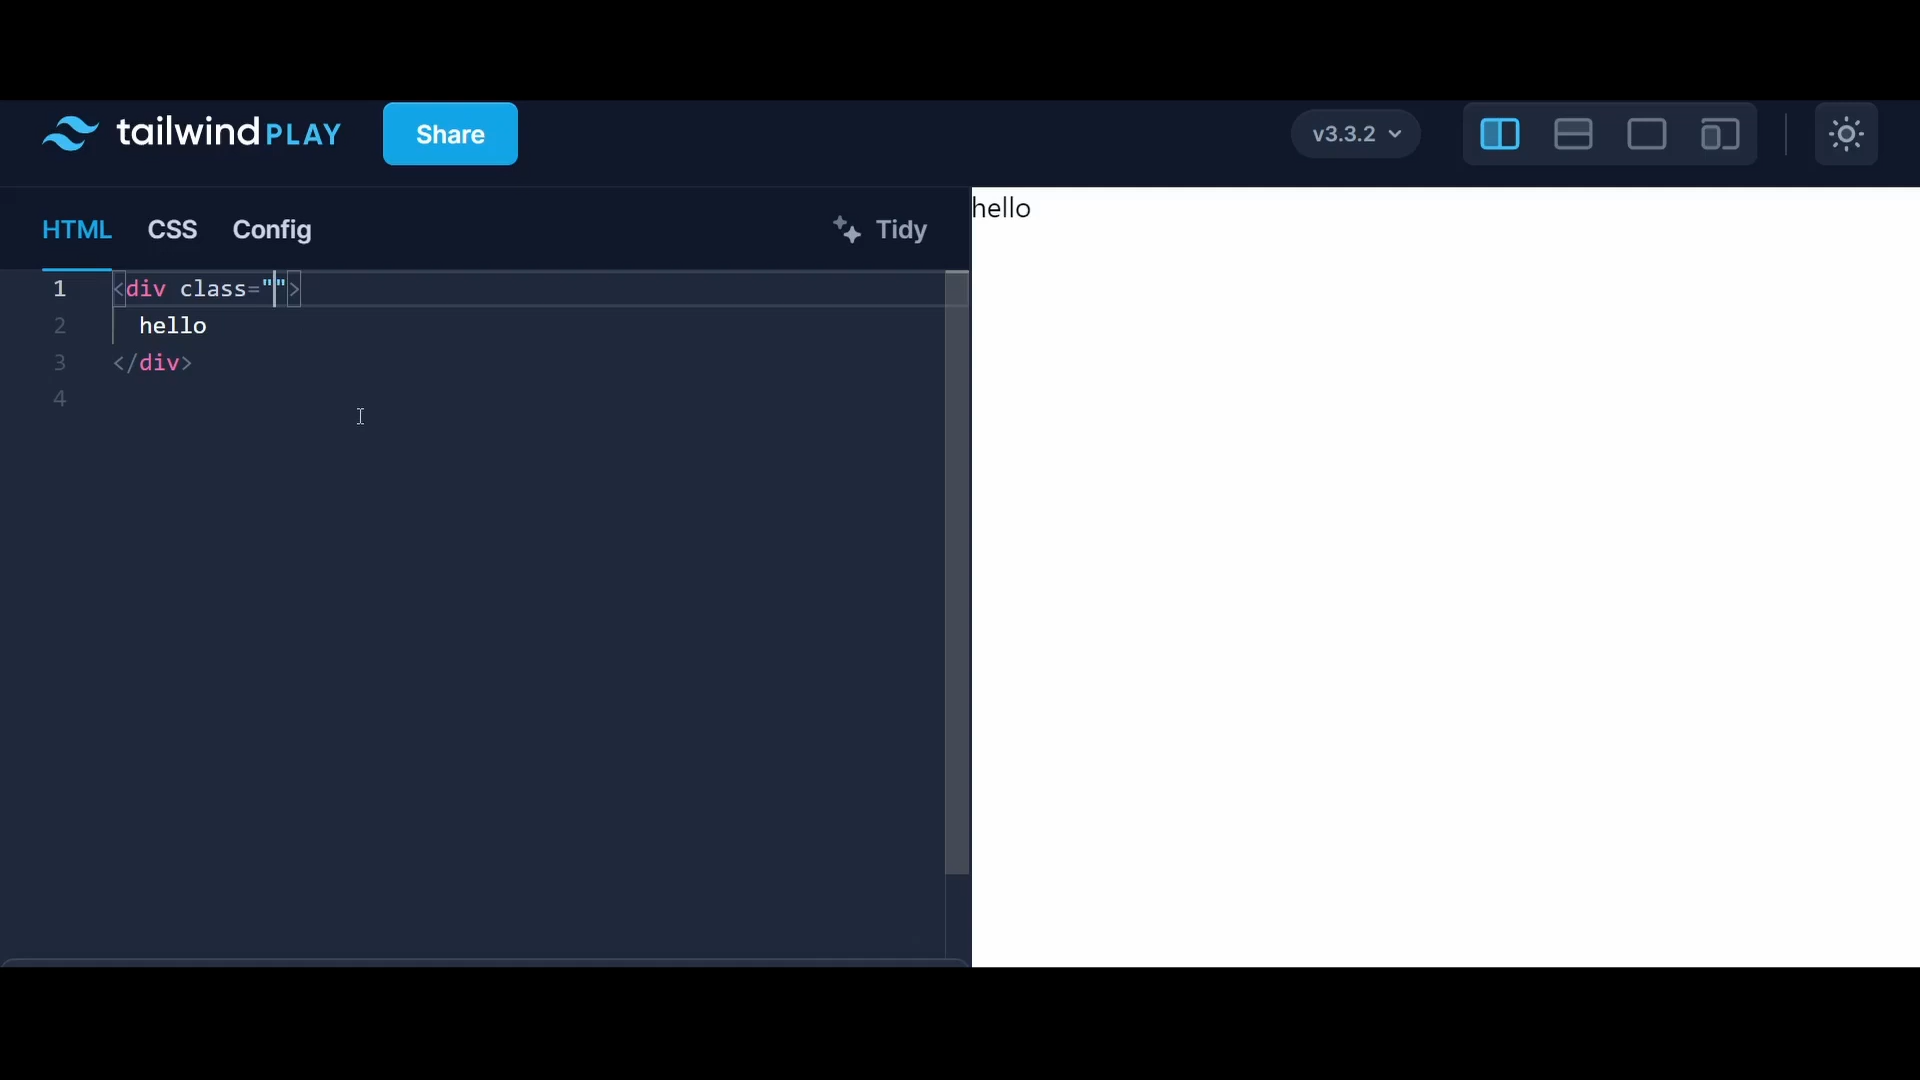 tailwind PLAY Share v3.3.2
HTML CSS Config Tidy
1 <div class="">
2 hello
3 </div>
4
hello